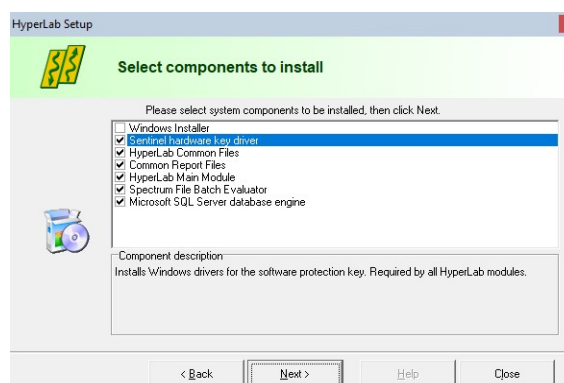 HyperLab Setup
Select components to install
Please select system components to be installed, then click Next.
Windows Installer
Sentinel hardware key driver
HyperLab Common Files
Common Report Files
HyperLab Main Module
Spectrum File Batch Evaluator
Microsoft SQL Server database engine
Component description
Installs Windows drivers for the software protection key. Required by all HyperLab modules.
< Back Next > Help Close